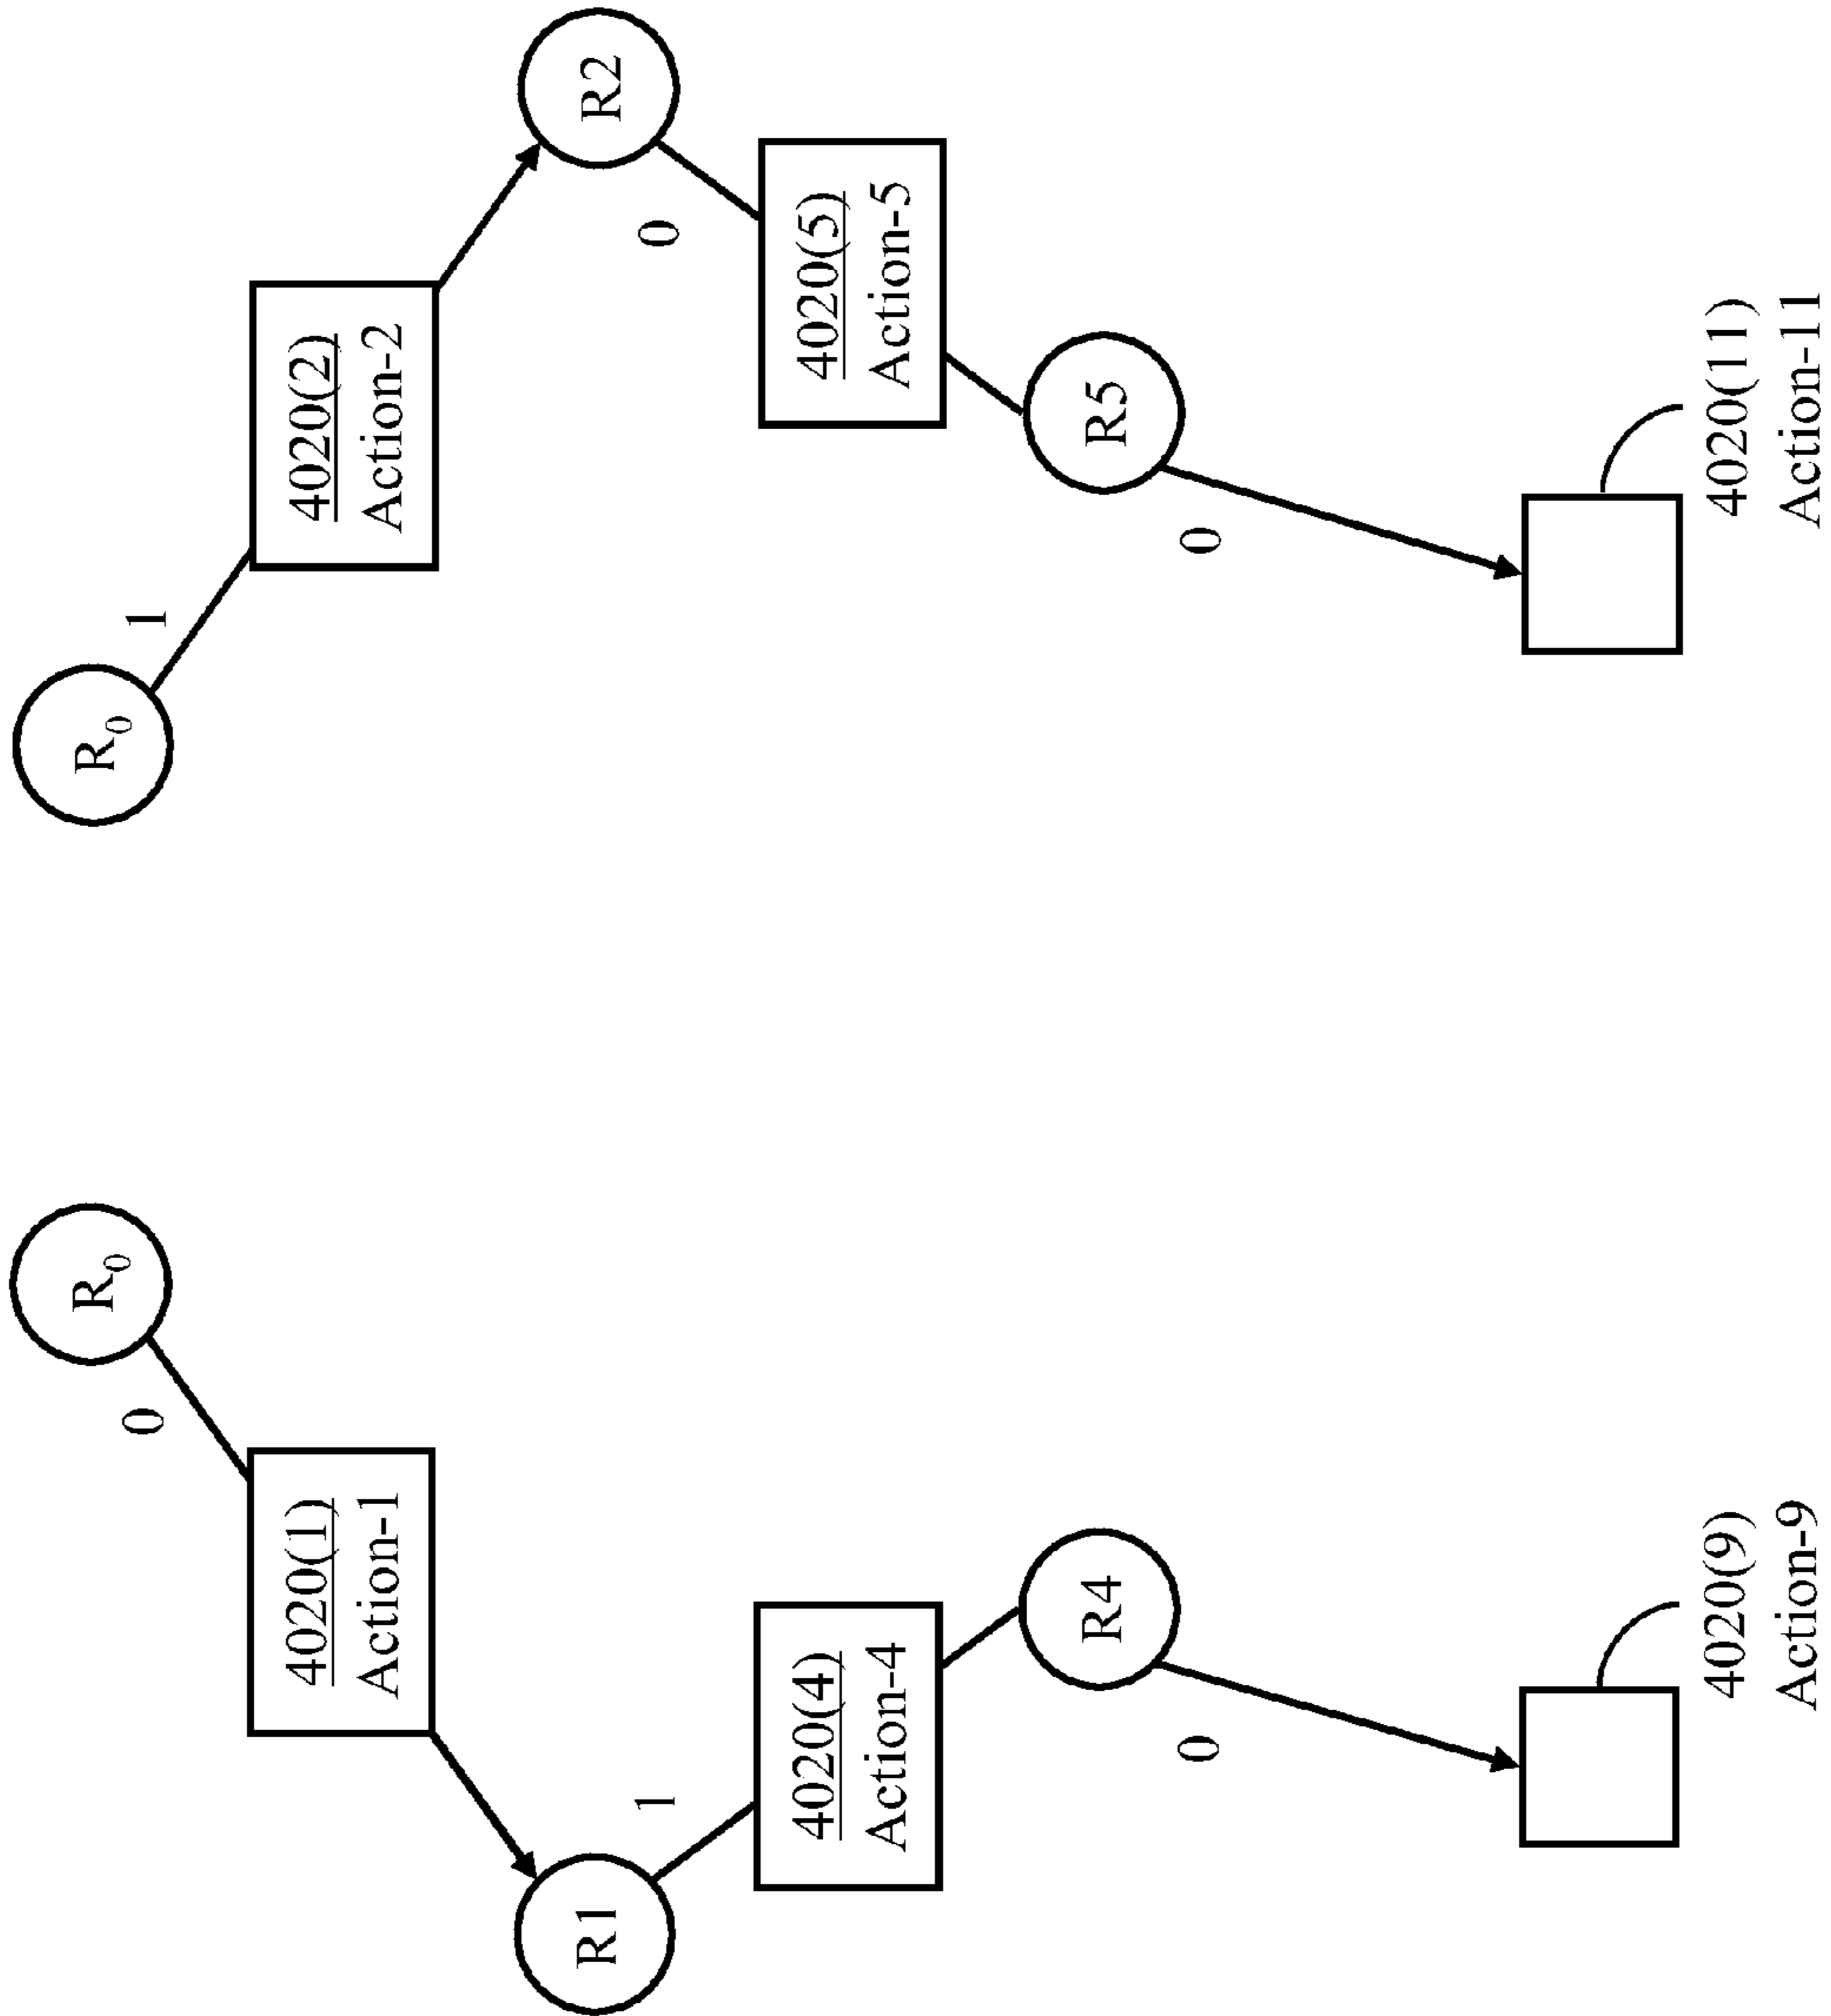 R0
0
4020(1)
Action-1
R1
1
4020(4)
Action-4
R4
0
4020(9)
Action-9
R0
1
4020(2)
Action-2
R2
0
4020(5)
Action-5
R5
0
4020(11)
Action-11